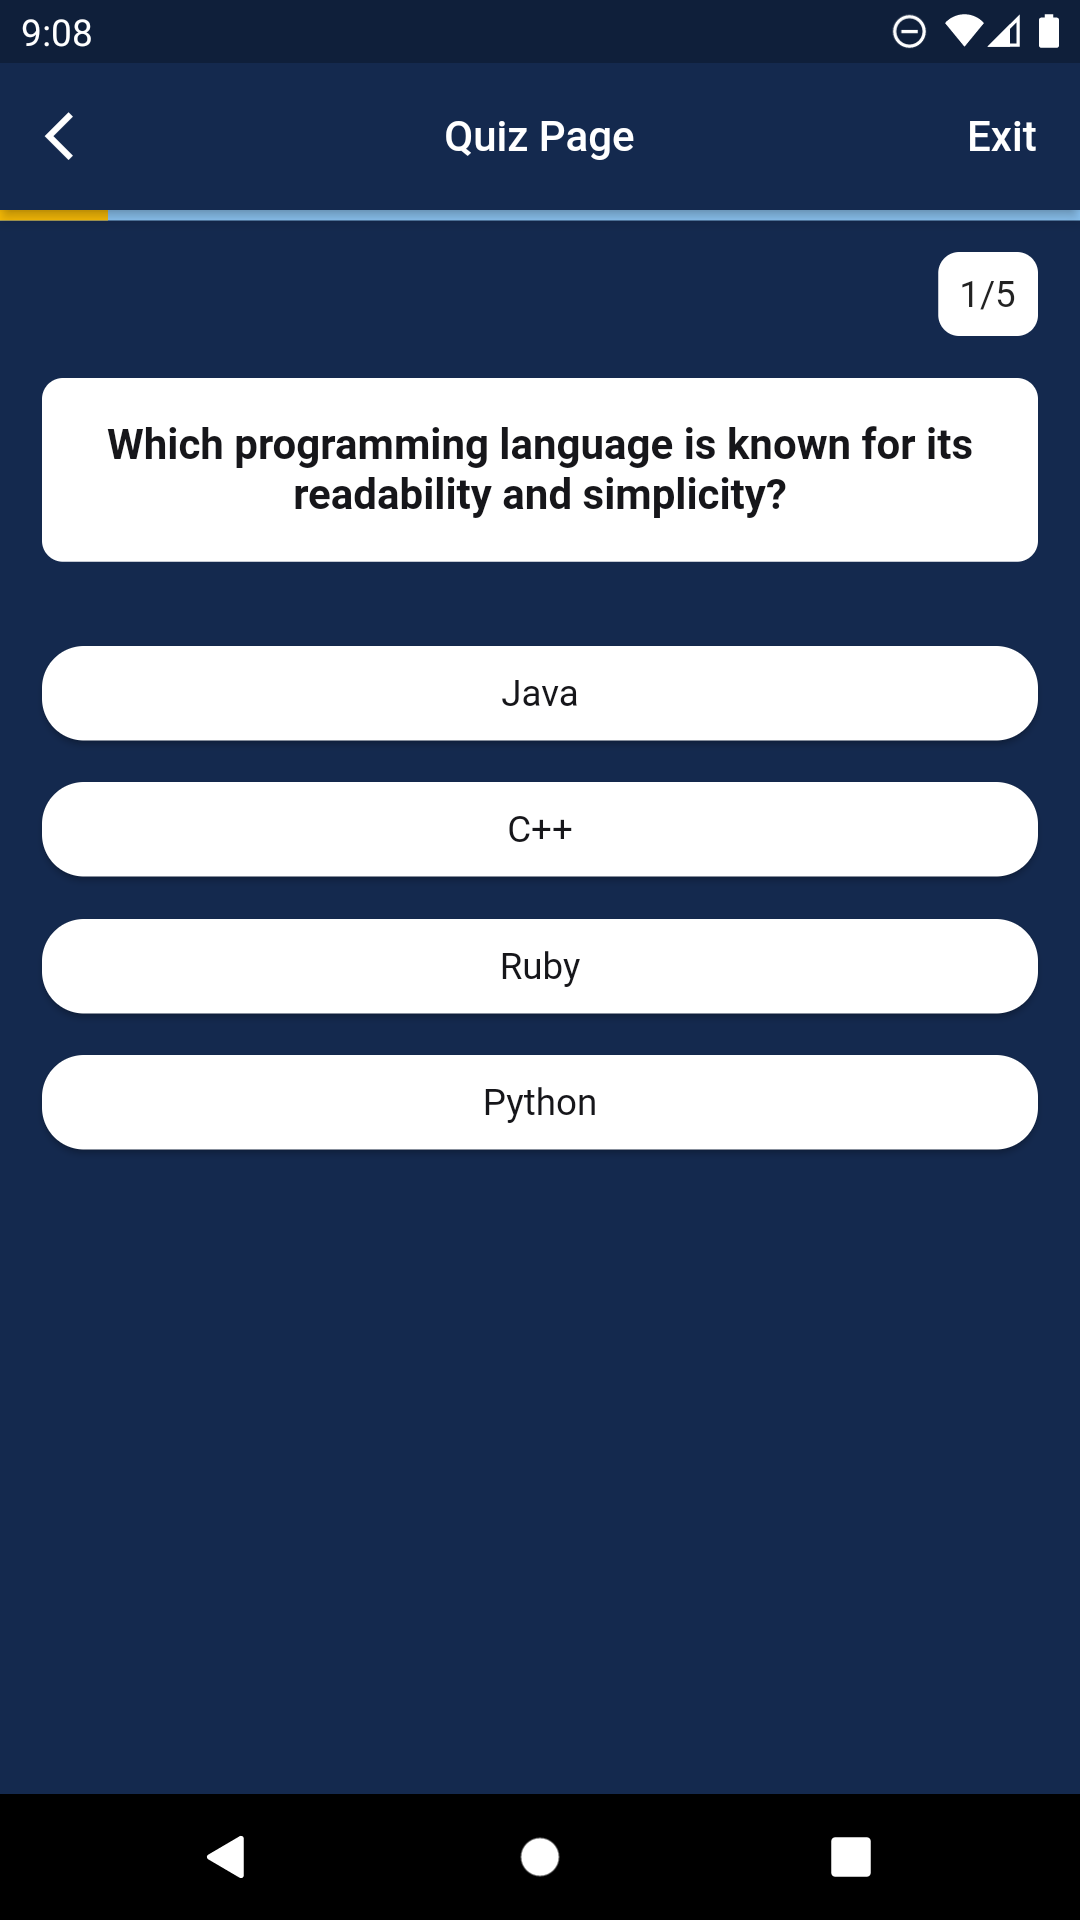 9:08
Quiz Page
Exit
1/5
Which programming language is known for its
readability and simplicity?
Java
C++
Ruby
Python